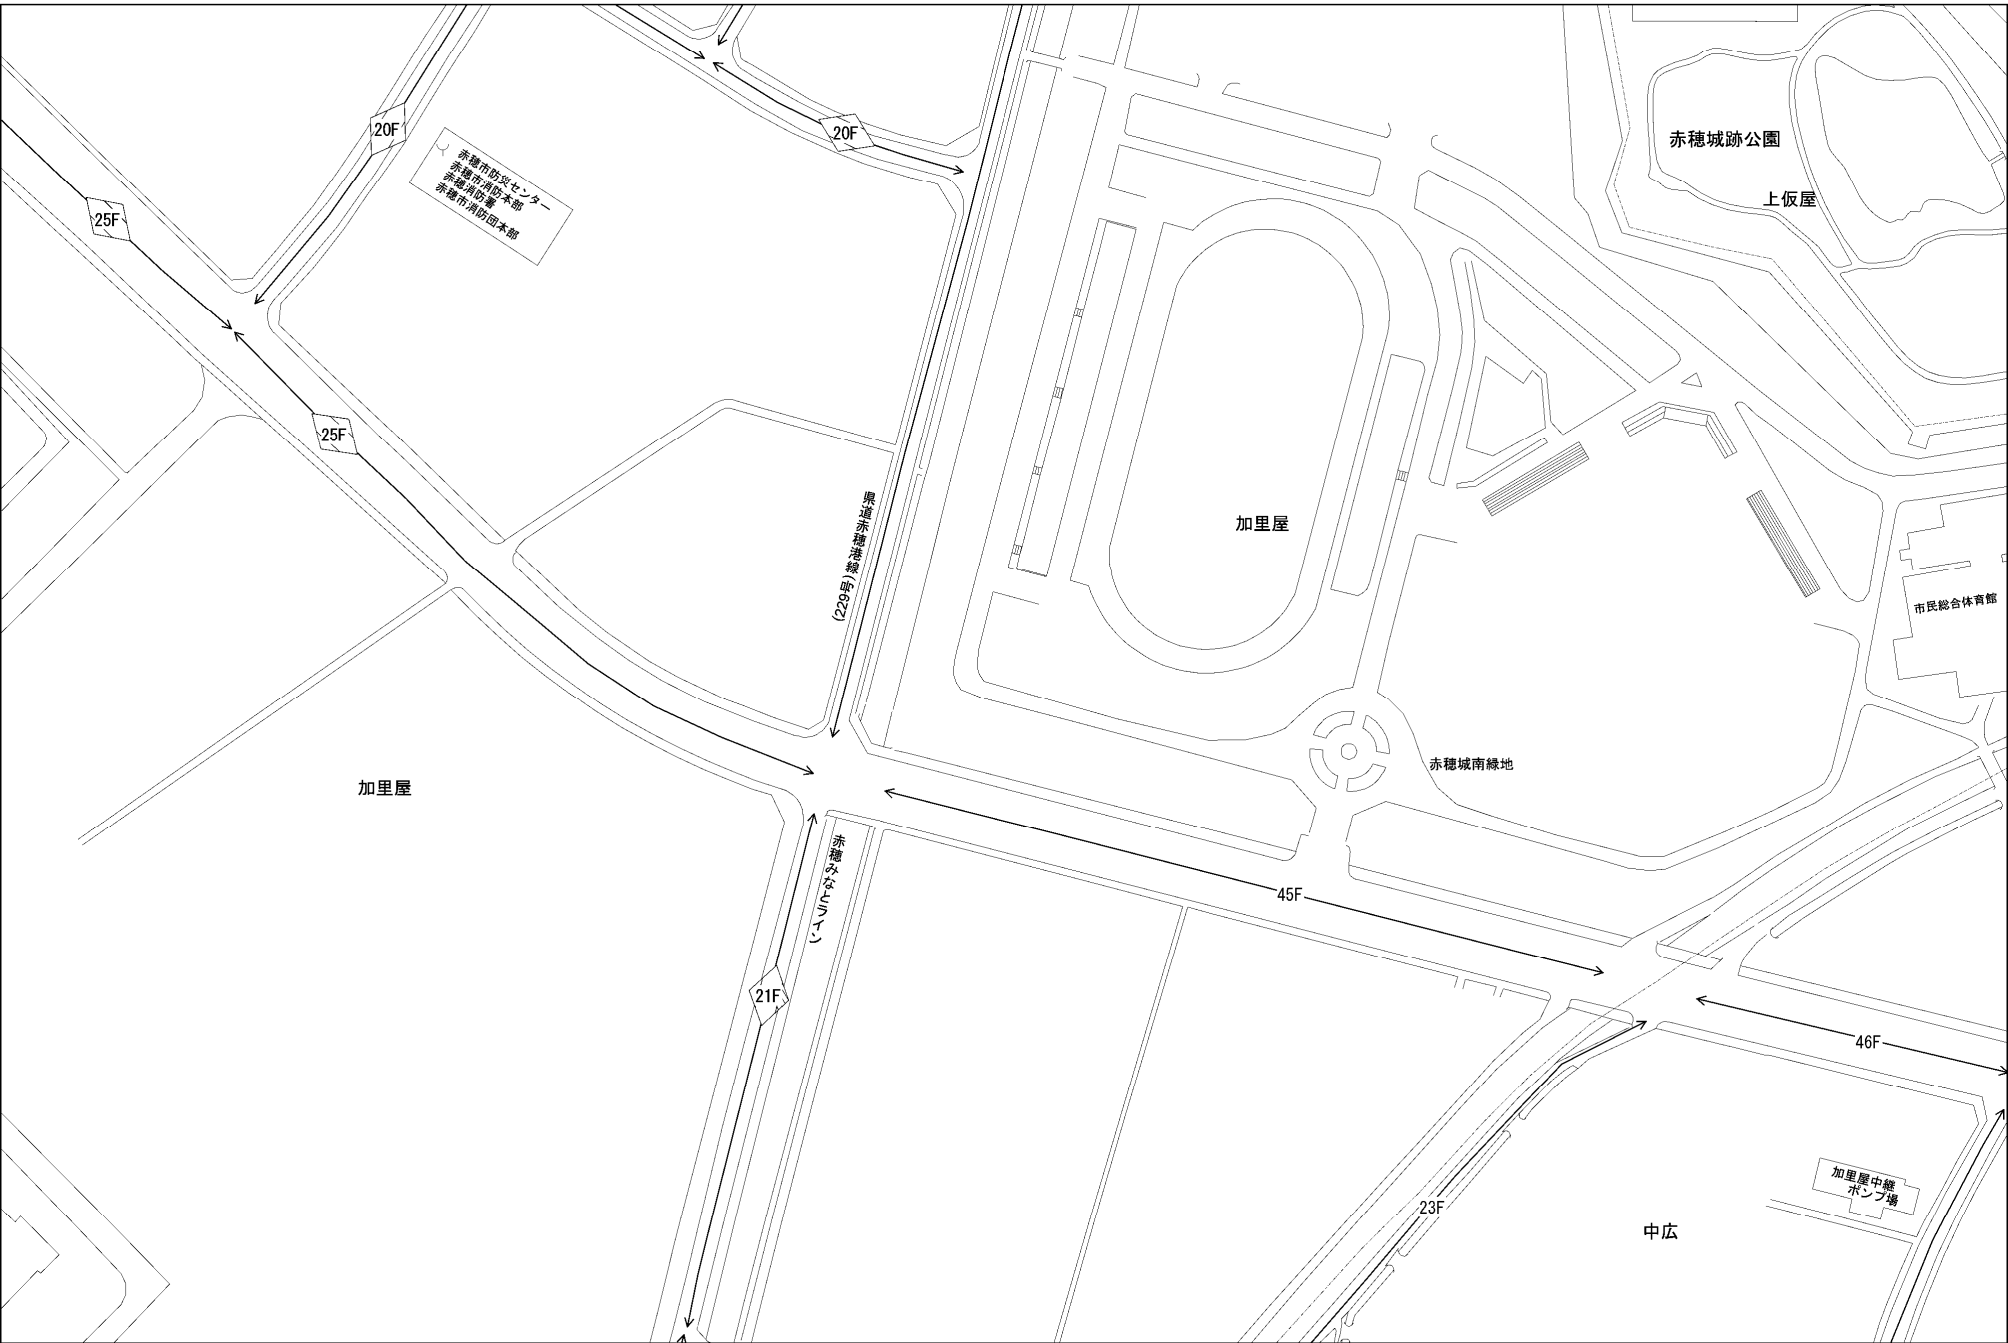 20F
20F
赤穂城跡公園
赤穂市防災センター
赤穂市消防本部
赤穂消防署
赤穂市消防団本部
上仮屋
25F
25F
県道赤穂港線
(229号)
加里屋
市民総合体育館
赤穂城南緑地
加里屋
赤穂みなとライン
45F
21F
46F
加里屋中継
ポンプ場
23F
中広